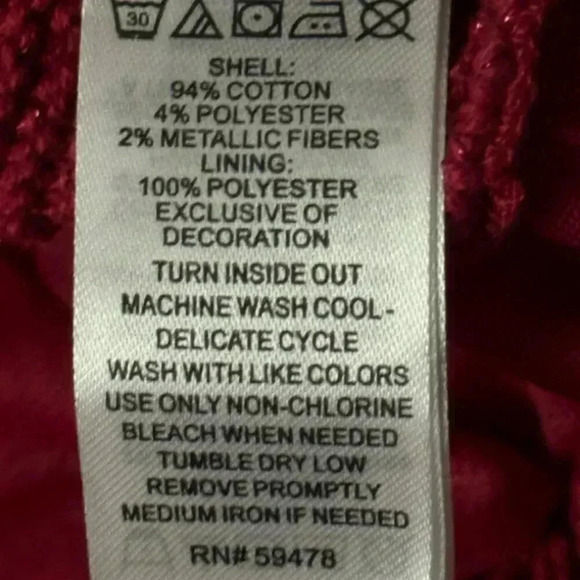 30
SHELL:
94% COTTON
4% POLYESTER
2% METALLIC FIBERS
LINING:
100% POLYESTER
EXCLUSIVE OF
DECORATION
TURN INSIDE OUT
MACHINE WASH COOL-
DELICATE CYCLE
WASH WITH LIKE COLORS
USE ONLY NON-CHLORINE
BLEACH WHEN NEEDED
TUMBLE DRY LOW
REMOVE PROMPTLY
MEDIUM IRON IF NEEDED
RN# 59478